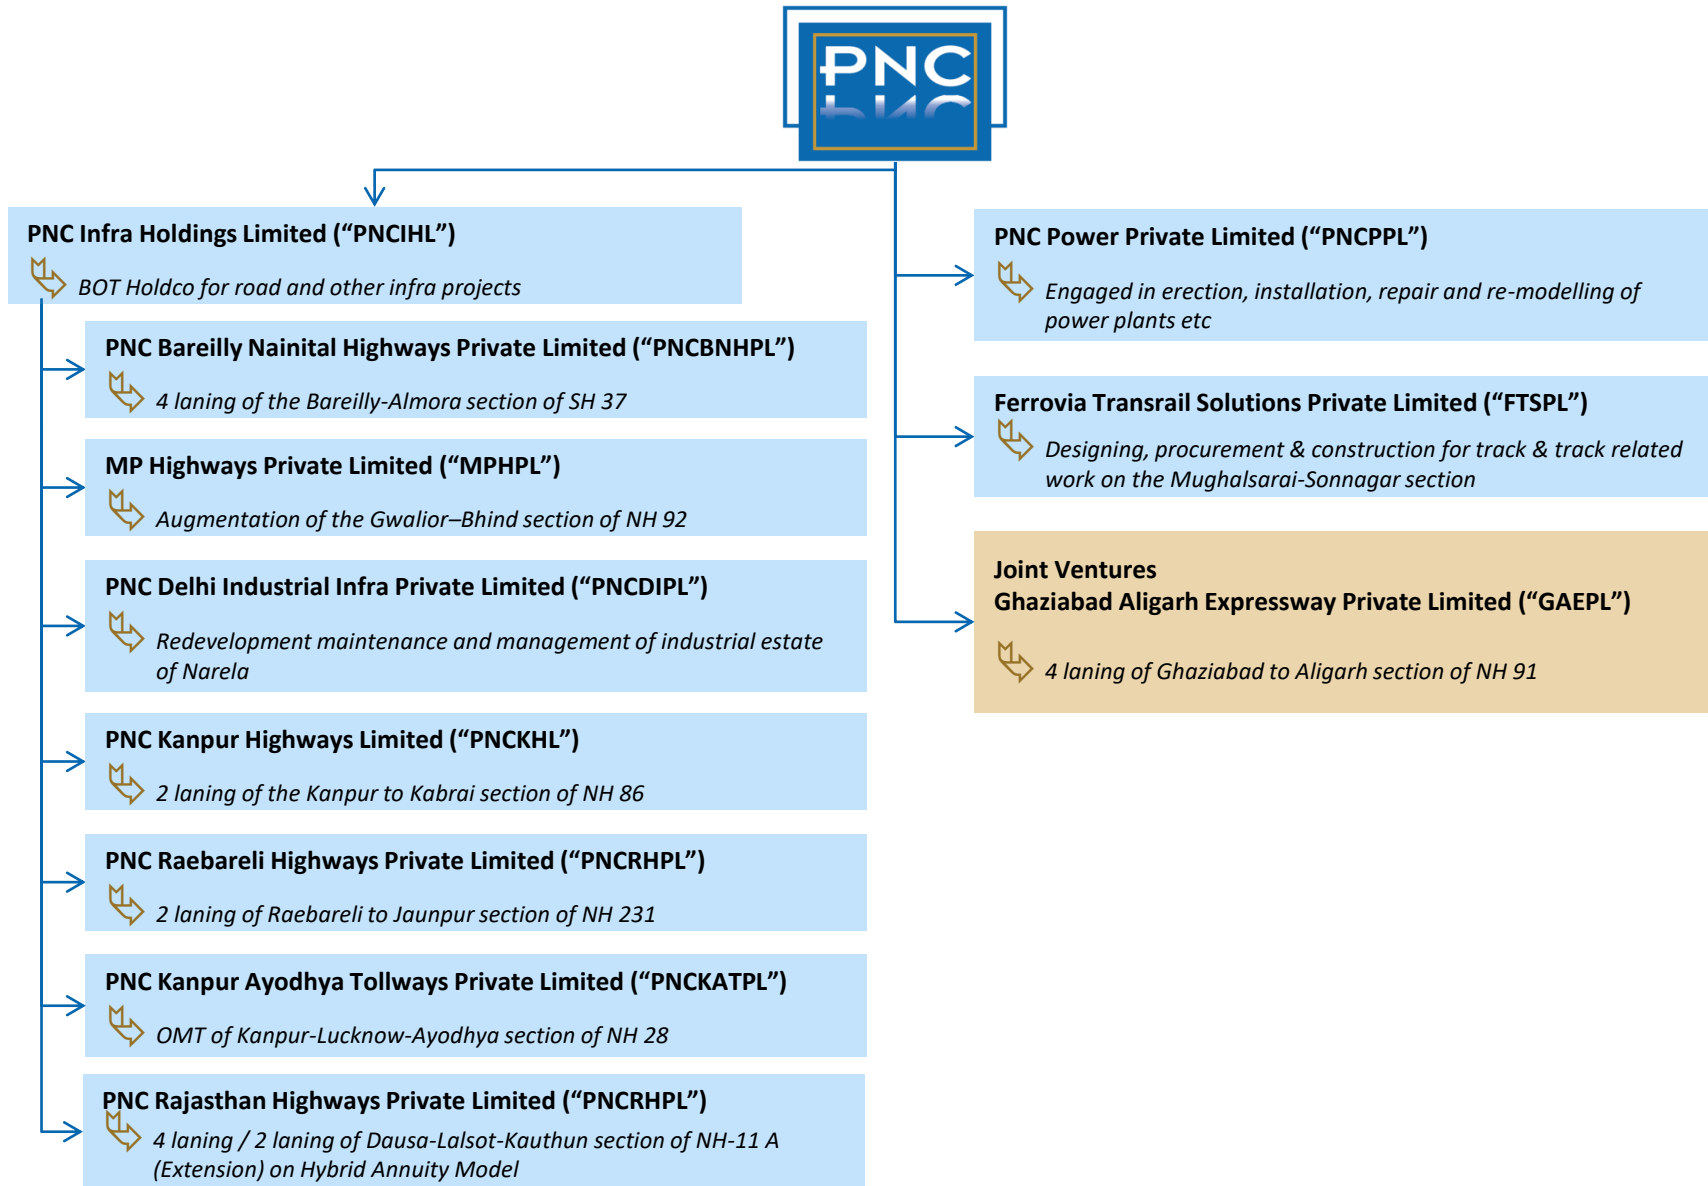 PNC
PNC Infra Holdings Limited (“PNCIHL”)
BOT Holdco for road and other infra projects
PNC Bareilly Nainital Highways Private Limited (“PNCBNHPL”)
4 laning of the Bareilly-Almora section of SH 37
MP Highways Private Limited (“MPHPL”)
Augmentation of the Gwalior–Bhind section of NH 92
PNC Delhi Industrial Infra Private Limited (“PNCDIPL”)
Redevelopment maintenance and management of industrial estate
of Narela
PNC Kanpur Highways Limited (“PNCKHL”)
2 laning of the Kanpur to Kabrai section of NH 86
PNC Raebareli Highways Private Limited (“PNCRHPL”)
2 laning of Raebareli to Jaunpur section of NH 231
PNC Kanpur Ayodhya Tollways Private Limited (“PNCKATPL”)
OMT of Kanpur-Lucknow-Ayodhya section of NH 28
PNC Rajasthan Highways Private Limited (“PNCRHPL”)
4 laning / 2 laning of Dausa-Lalsot-Kauthun section of NH-11 A
(Extension) on Hybrid Annuity Model
PNC Power Private Limited (“PNCPPL”)
Engaged in erection, installation, repair and re-modelling of
power plants etc
Ferrovia Transrail Solutions Private Limited (“FTSPL”)
Designing, procurement & construction for track & track related
work on the Mughalsarai-Sonnagar section
Joint Ventures
Ghaziabad Aligarh Expressway Private Limited (“GAEPL”)
4 laning of Ghaziabad to Aligarh section of NH 91